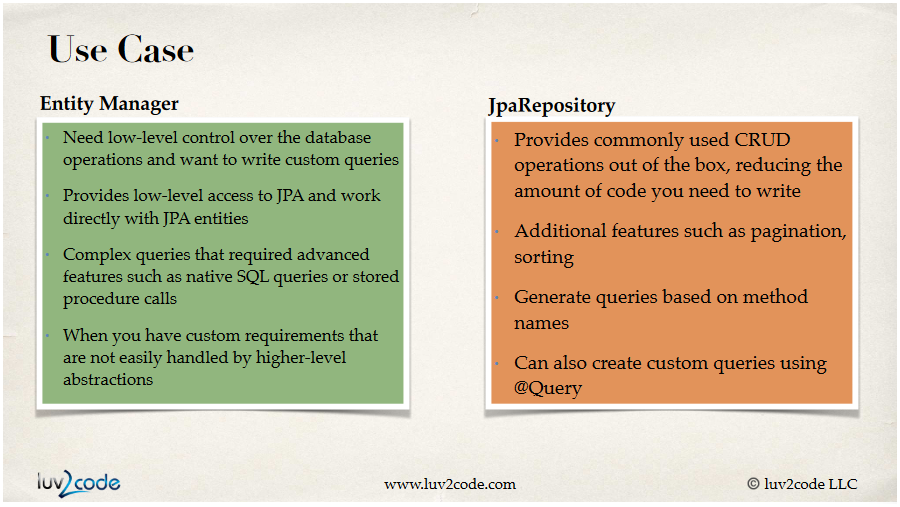 Use Case
Entity Manager
Need low-level control over the database
operations and want to write custom queries
Provides low-level access to JPA and work
directly with JPA entities
Complex queries that required advanced
features such as native SQL queries or stored
procedure calls
When you have custom requirements that
are not easily handled by higher-level
abstractions
JpaRepository
Provides commonly used CRUD
operations out of the box, reducing the
amount of code you need to write
Additional features such as pagination,
sorting
Generate queries based on method
names
Can also create custom queries using
@Query
luv2code
www.luv2code.com
© luv2code LLC